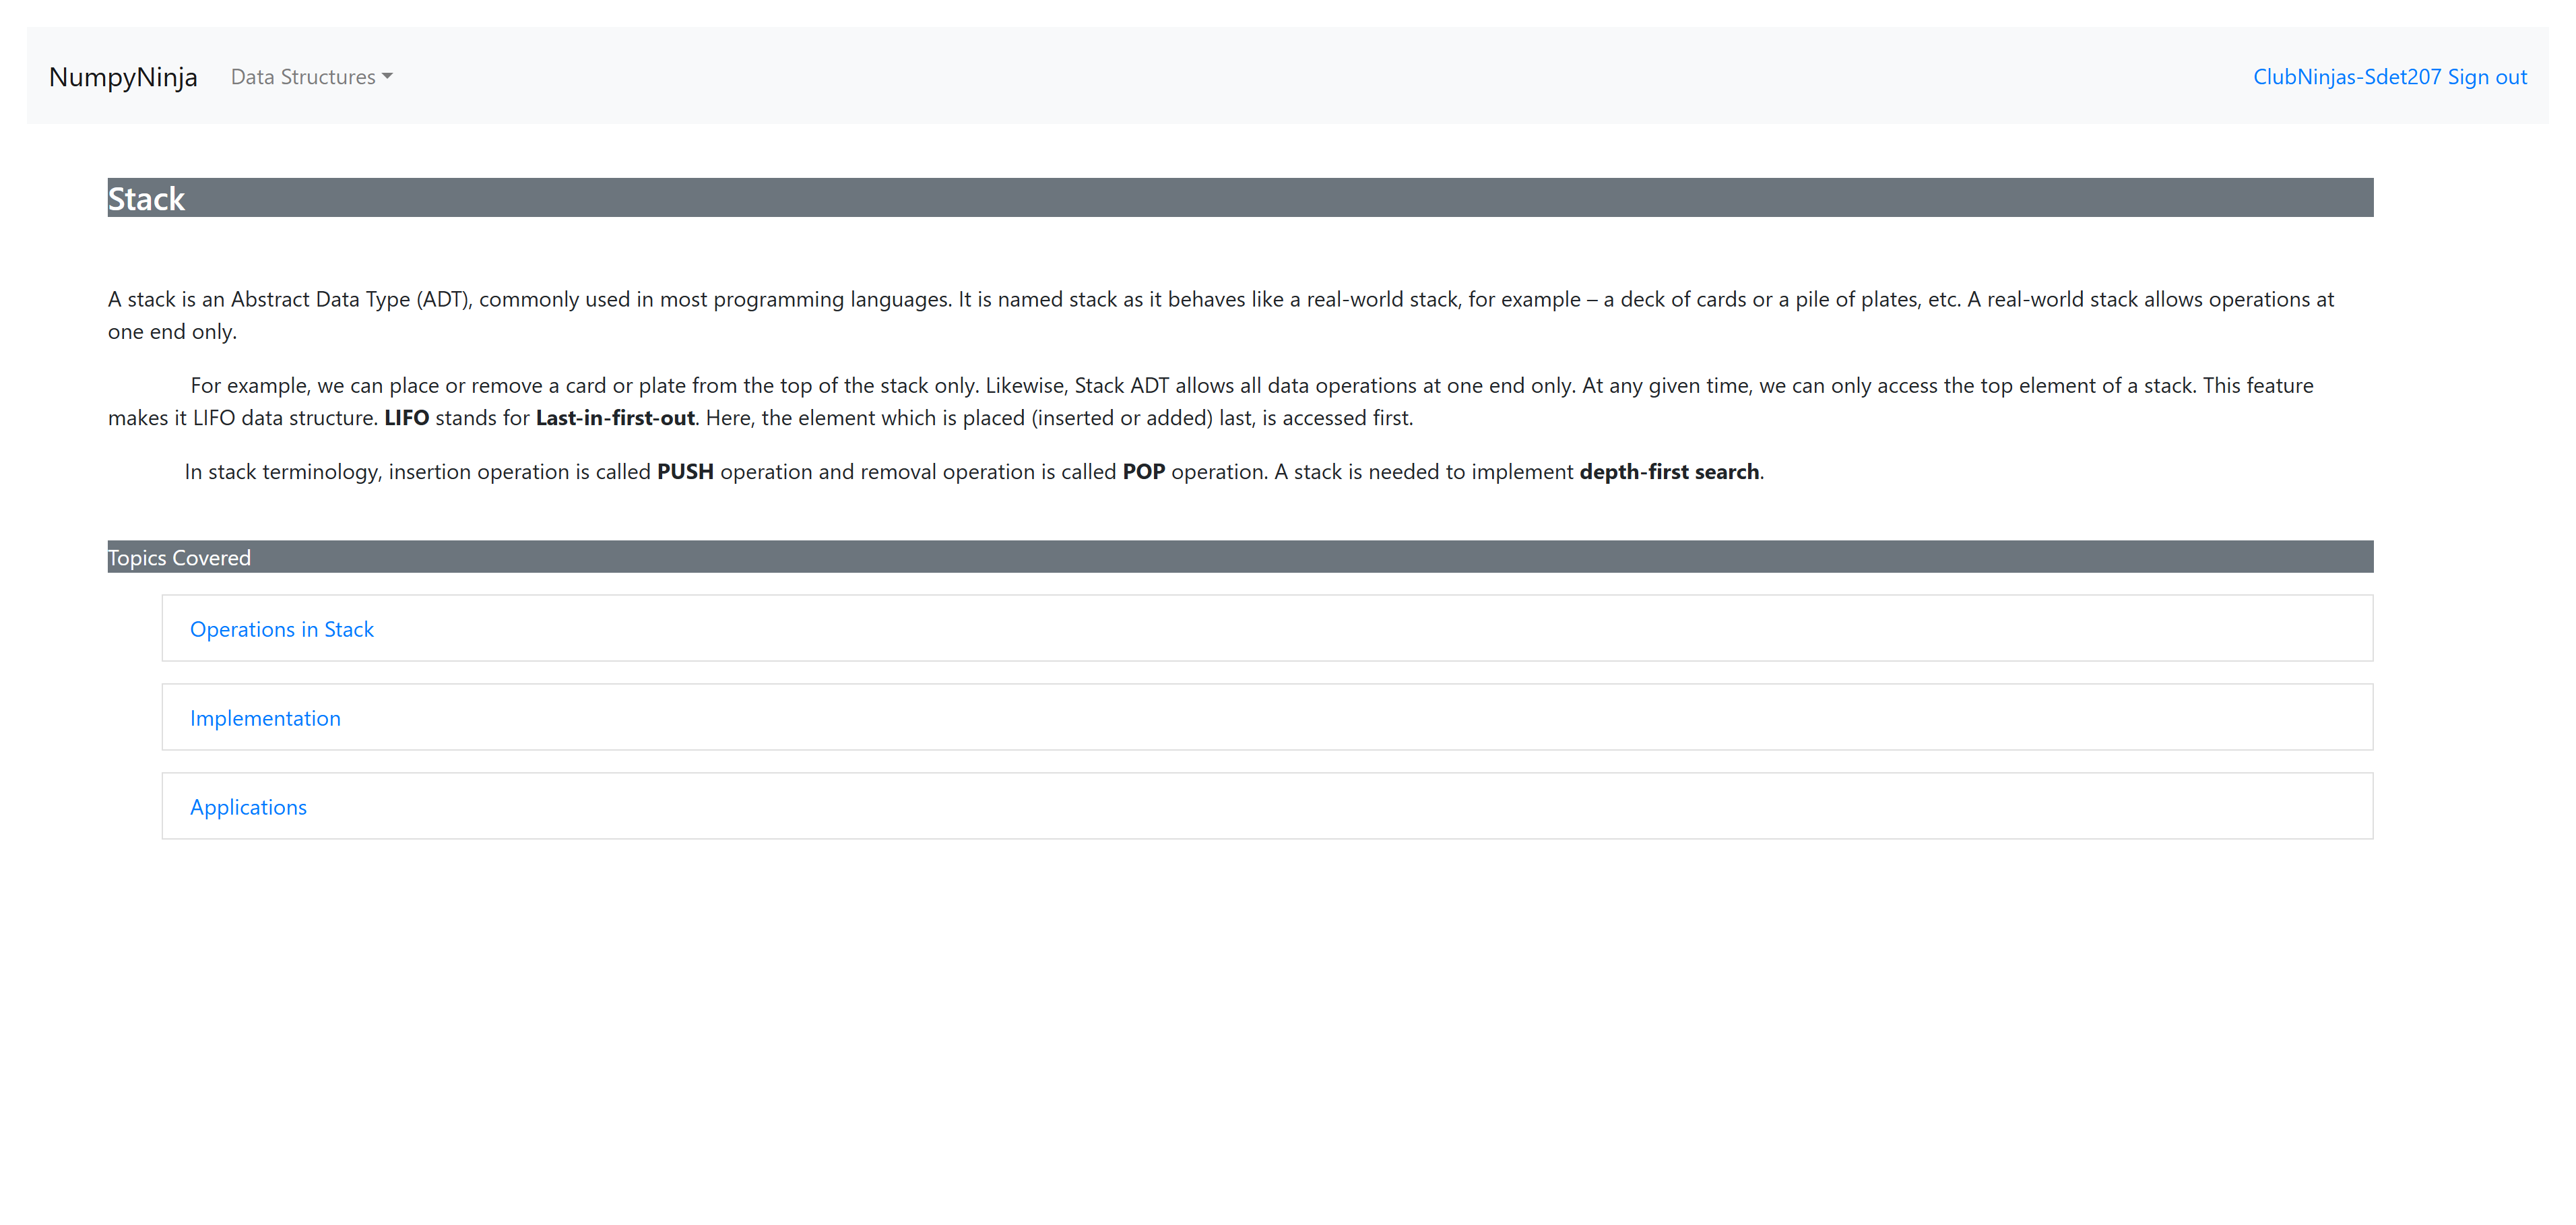 NumpyNinja
Data Structures
ClubNinjas-Sdet207 Sign out
Stack
A stack is an Abstract Data Type (ADT), commonly used in most programming languages. It is named stack as it behaves like a real-world stack, for example – a deck of cards or a pile of plates, etc. A real-world stack allows operations at
one end only.
For example, we can place or remove a card or plate from the top of the stack only. Likewise, Stack ADT allows all data operations at one end only. At any given time, we can only access the top element of a stack. This feature
makes it LIFO data structure. LIFO stands for Last-in-first-out. Here, the element which is placed (inserted or added) last, is accessed first.
In stack terminology, insertion operation is called PUSH operation and removal operation is called POP operation. A stack is needed to implement depth-first search.
Topics Covered
Operations in Stack
Implementation
Applications